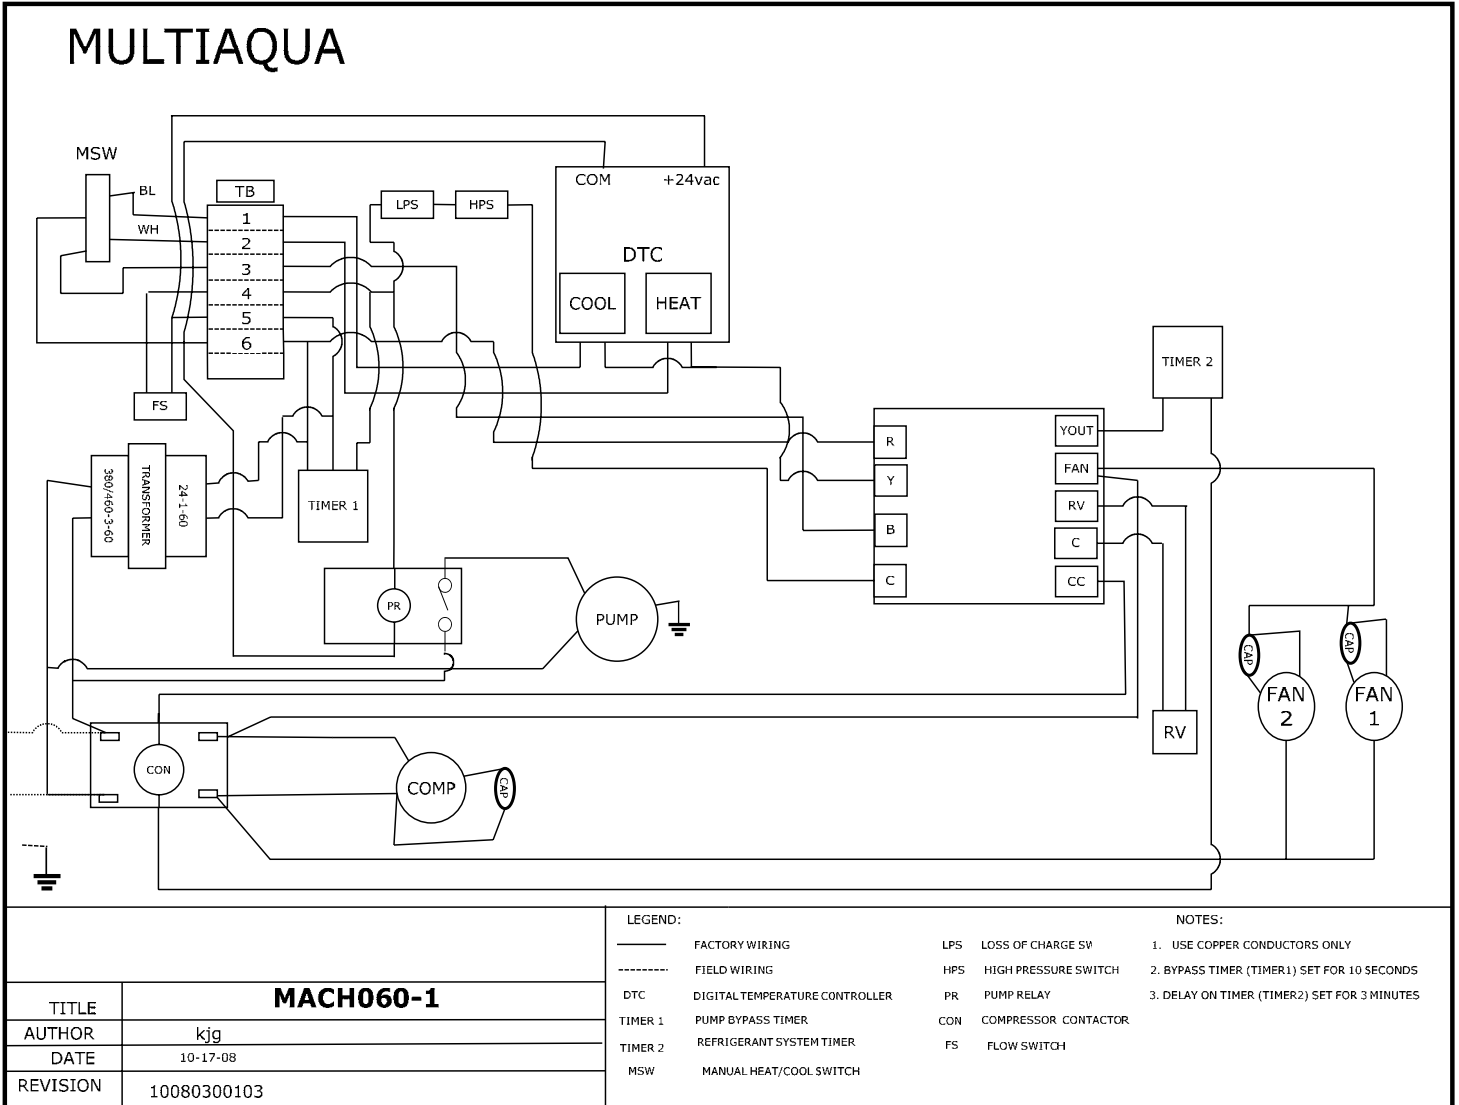 MULTIAQUA
MSW
BL
WH
TB
1
2
3
4
5
6
LPS
HPS
COM
+24vac
DTC
COOL
HEAT
FS
380/460-3-60
TRANSFORMER
24-1-60
TIMER 1
PR
PUMP
R
Y
B
C
YOUT
FAN
RV
C
CC
TIMER 2
CAP
CAP
FAN
2
FAN
1
RV
CON
COMP
CAP
LEGEND:
FACTORY WIRING
FIELD WIRING
DTC DIGITAL TEMPERATURE CONTROLLER
TIMER 1 PUMP BYPASS TIMER
TIMER 2 REFRIGERANT SYSTEM TIMER
MSW MANUAL HEAT/COOL SWITCH
LPS LOSS OF CHARGE SW
HPS HIGH PRESSURE SWITCH
PR PUMP RELAY
CON COMPRESSOR CONTACTOR
FS FLOW SWITCH
NOTES:
1. USE COPPER CONDUCTORS ONLY
2. BYPASS TIMER (TIMER1) SET FOR 10 SECONDS
3. DELAY ON TIMER (TIMER2) SET FOR 3 MINUTES
TITLE MACH060-1
AUTHOR kjg
DATE 10-17-08
REVISION 10080300103